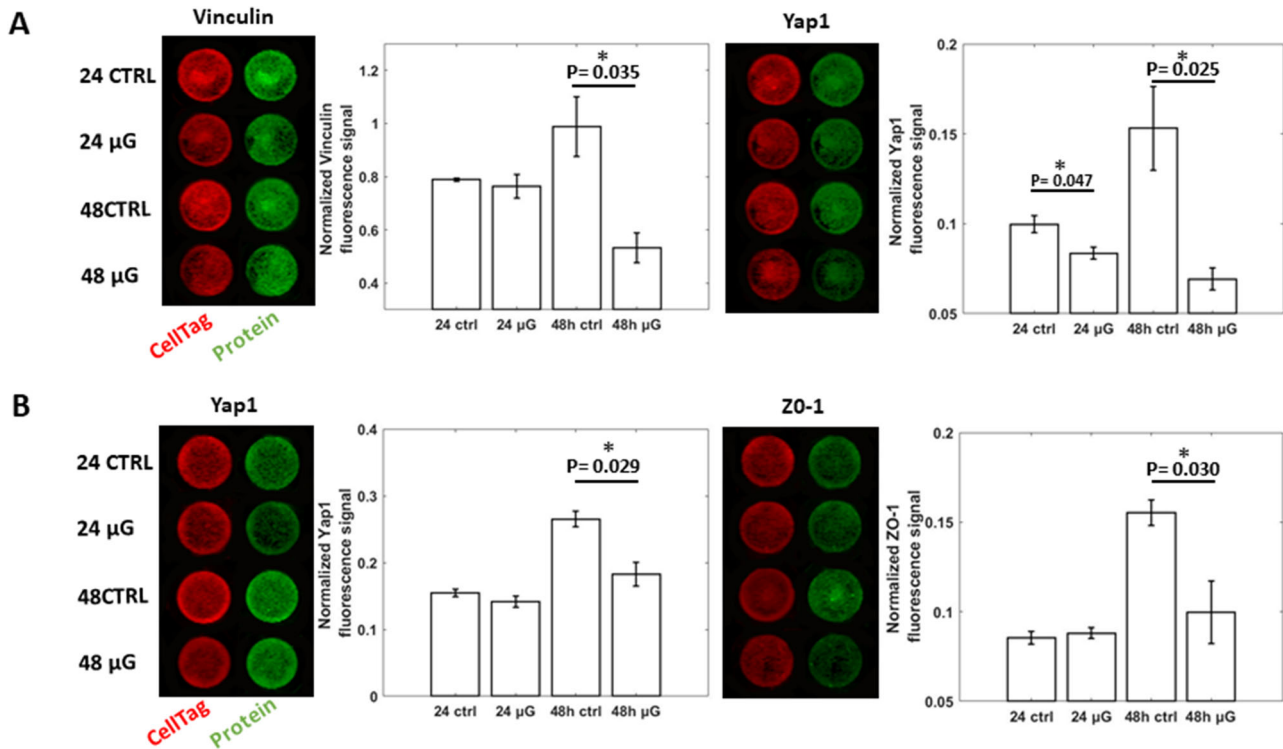 A
Vinculin
24 CTRL
24 μG
48CTRL
48 μG
CellTag
Protein
Normalized Vinculin
fluorescence signal
1.2
1
0.8
0.6
0.4
*
P= 0.035
24 ctrl
24 μG
48h ctrl
48h μG
Yap1
Normalized Yap1
fluorescence signal
0.2
0.15
0.1
0.05
*
P= 0.047
*
P= 0.025
24 ctrl
24 μG
48h ctrl
48h μG
B
Yap1
24 CTRL
24 μG
48CTRL
48 μG
CellTag
Protein
Normalized Yap1
fluorescence signal
0.4
0.3
0.2
0.1
0
*
P= 0.029
24 ctrl
24 μG
48h ctrl
48h μG
Z0-1
Normalized ZO-1
fluorescence signal
0.2
0.15
0.1
0.05
*
P= 0.030
24 ctrl
24 μG
48h ctrl
48h μG